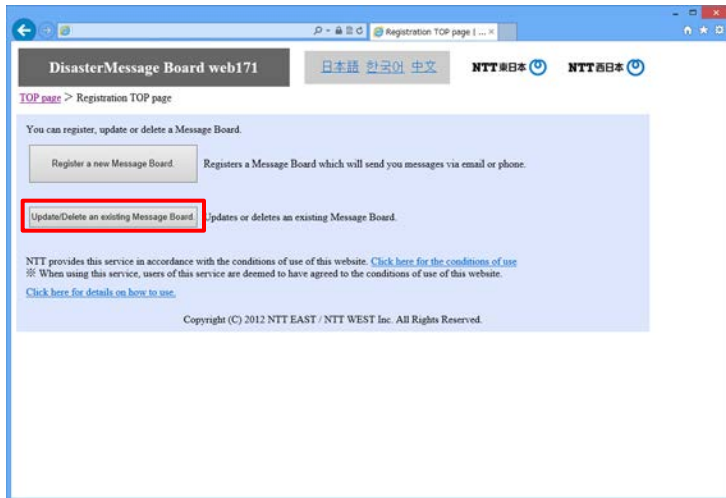 Registration TOP page | ... ×
DisasterMessage Board web171
日本語 한국어 中文
NTT東日本
NTT西日本
TOP page > Registration TOP page
You can register, update or delete a Message Board.
Register a new Message Board.
Registers a Message Board which will send you messages via email or phone.
Update/Delete an existing Message Board.
Updates or deletes an existing Message Board.
NTT provides this service in accordance with the conditions of use of this website. Click here for the conditions of use
※ When using this service, users of this service are deemed to have agreed to the conditions of use of this website.
Click here for details on how to use.
Copyright (C) 2012 NTT EAST / NTT WEST Inc. All Rights Reserved.